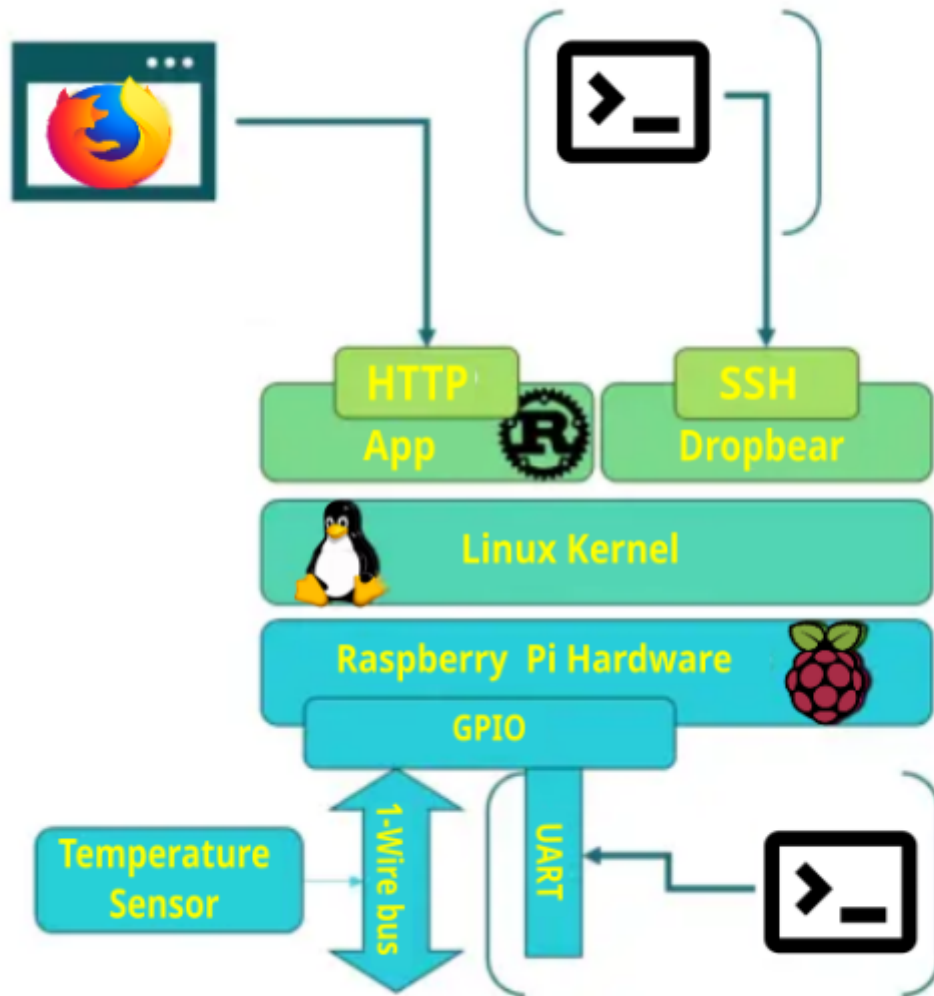 >_
HTTP
SSH
App
R
Dropbear
Linux Kernel
Raspberry Pi Hardware
GPIO
1-Wire bus
UART
Temperature
Sensor
>_